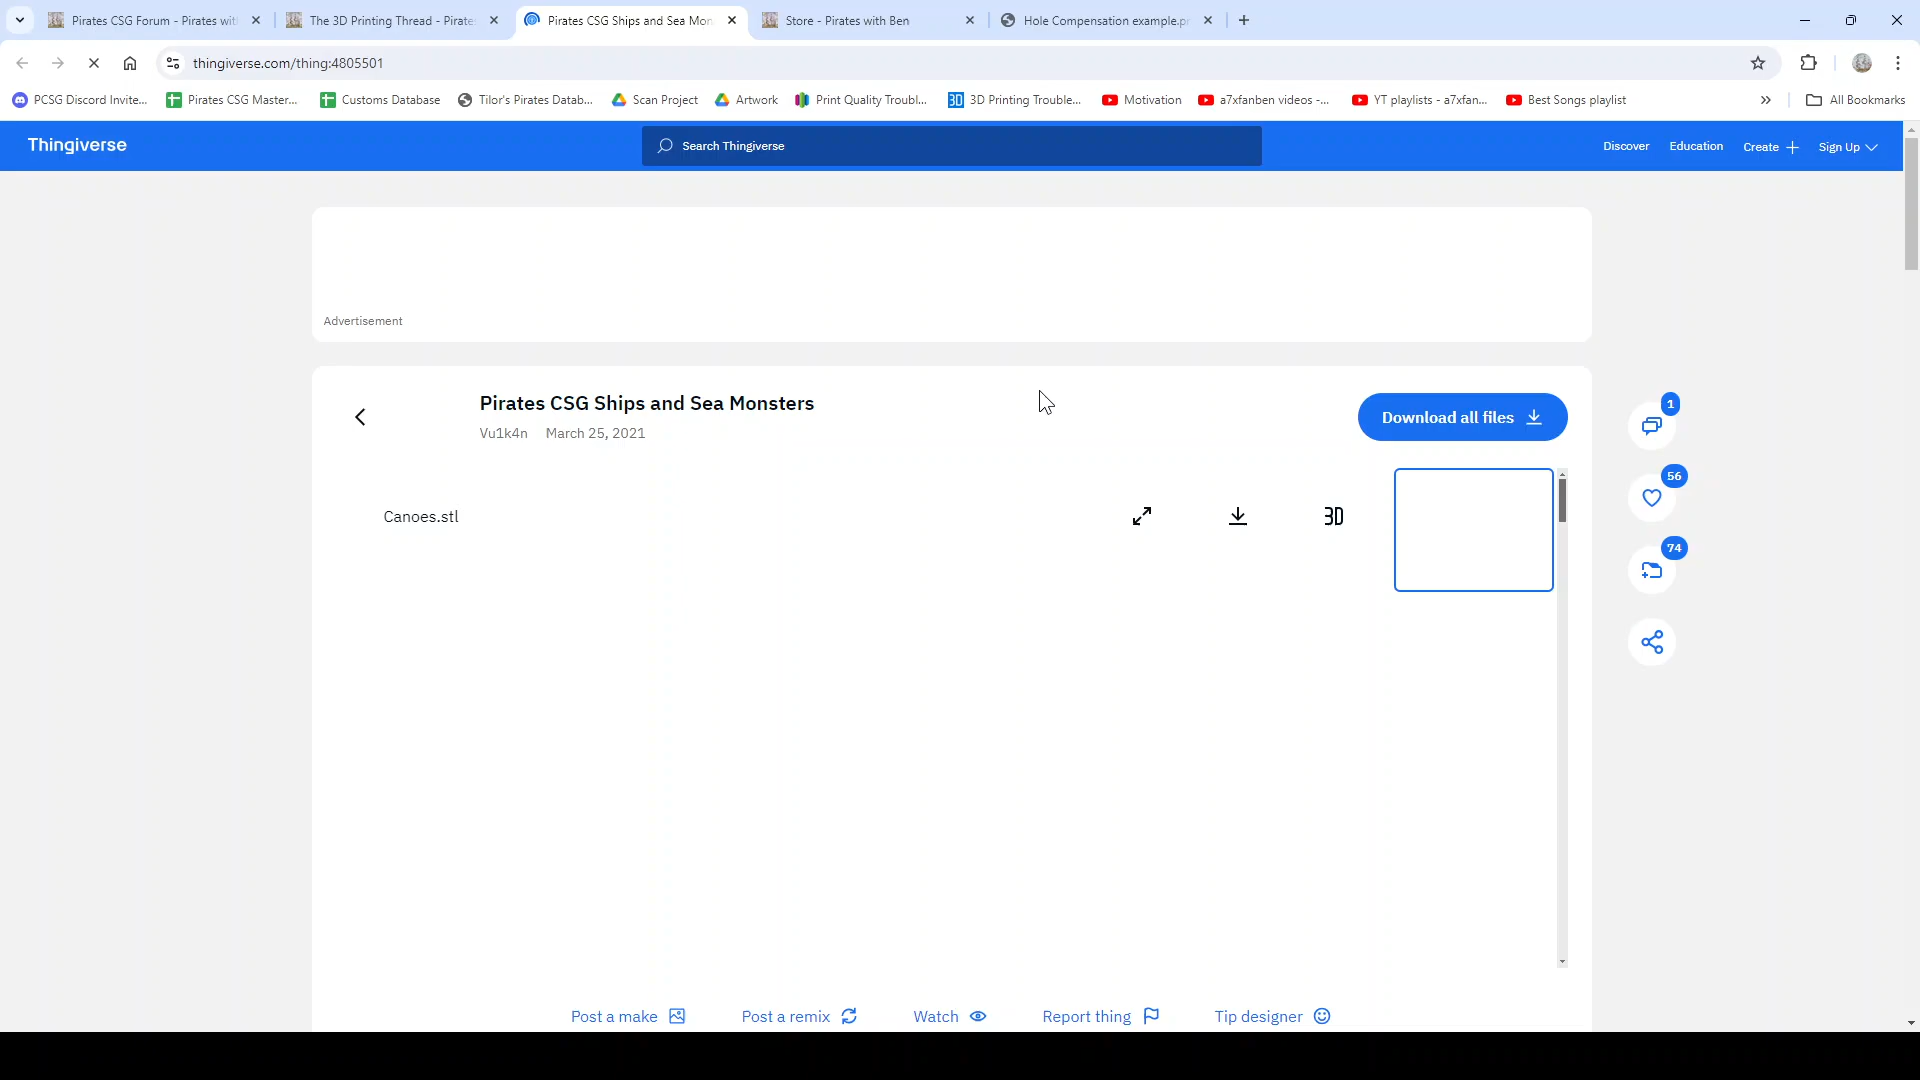 Pirates CSG Forum - Pirates wit
The 3D Printing Thread - Pirate
Pirates CSG Ships and Sea Mon
Store - Pirates with Ben
Hole Compensation example.pr
thingiverse.com/thing:4805501
PCSG Discord Invite...
Pirates CSG Master...
Customs Database
Tilor's Pirates Datab...
Scan Project
Artwork
Print Quality Troubl...
3D Printing Trouble...
Motivation
a7xfanben videos -...
YT playlists - a7xfan...
Best Songs playlist
»
All Bookmarks
Thingiverse
Search Thingiverse
Discover
Education
Create
Sign Up
Advertisement
Pirates CSG Ships and Sea Monsters
Vu1k4n March 25, 2021
Download all files
1
56
74
Canoes.stl
3D
Post a make
Post a remix
Watch
Report thing
Tip designer